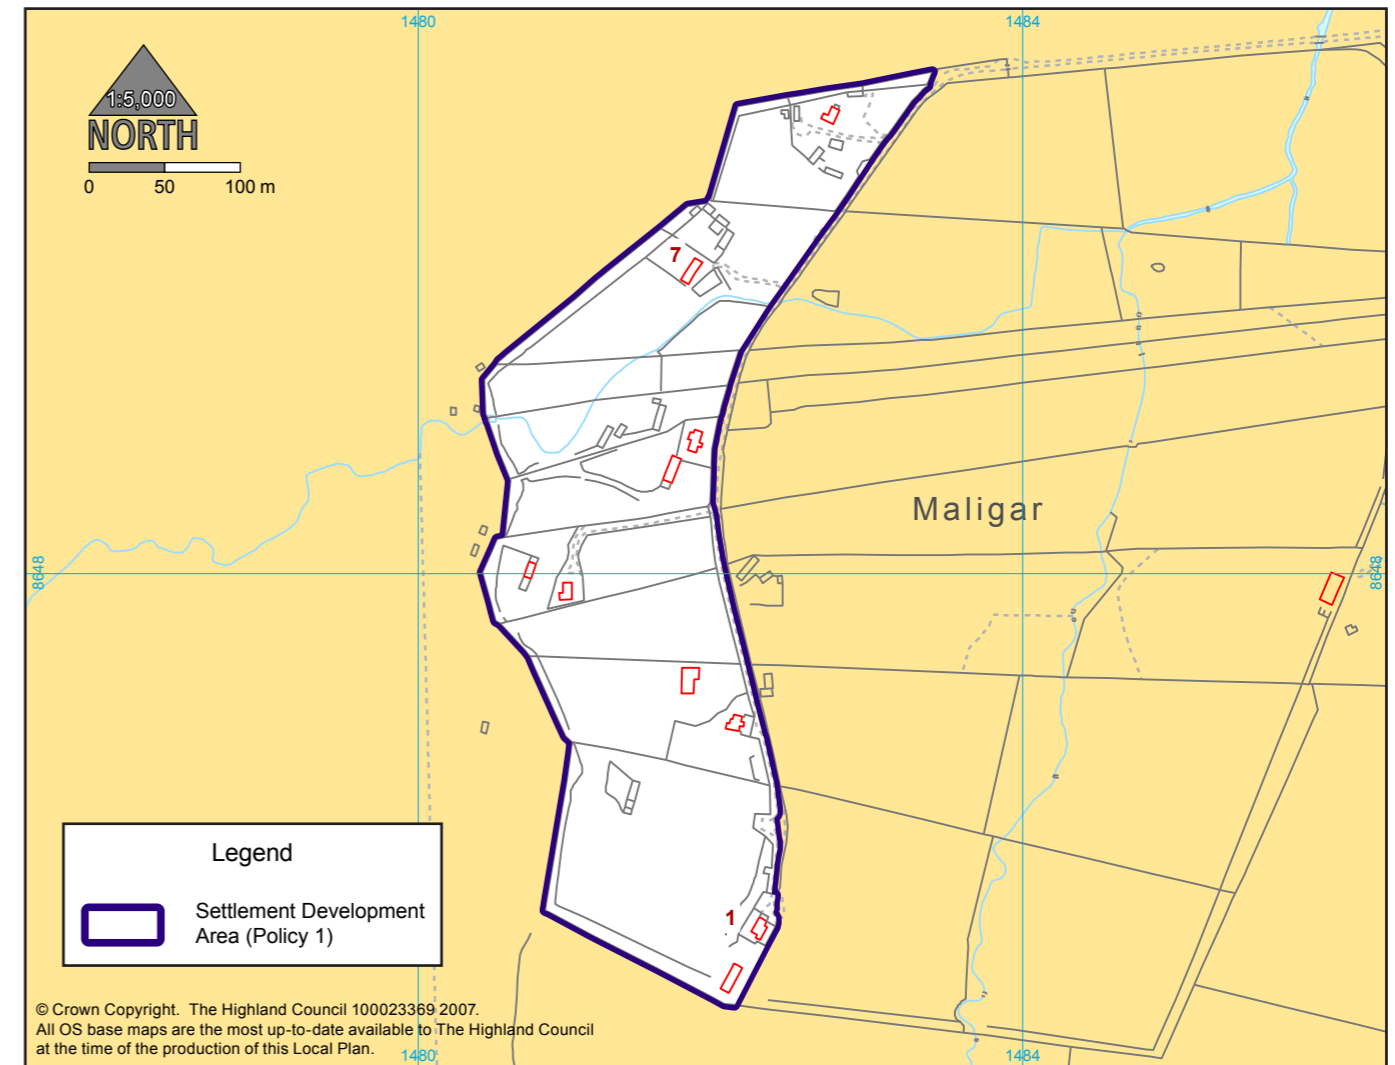 1480
1484
1:5,000
NORTH
0 50 100 m
7
Maligar
8648
8648
1
Legend
Settlement Development
Area (Policy 1)
© Crown Copyright. The Highland Council 100023369 2007.
All OS base maps are the most up-to-date available to The Highland Council
at the time of the production of this Local Plan.
1480
1484